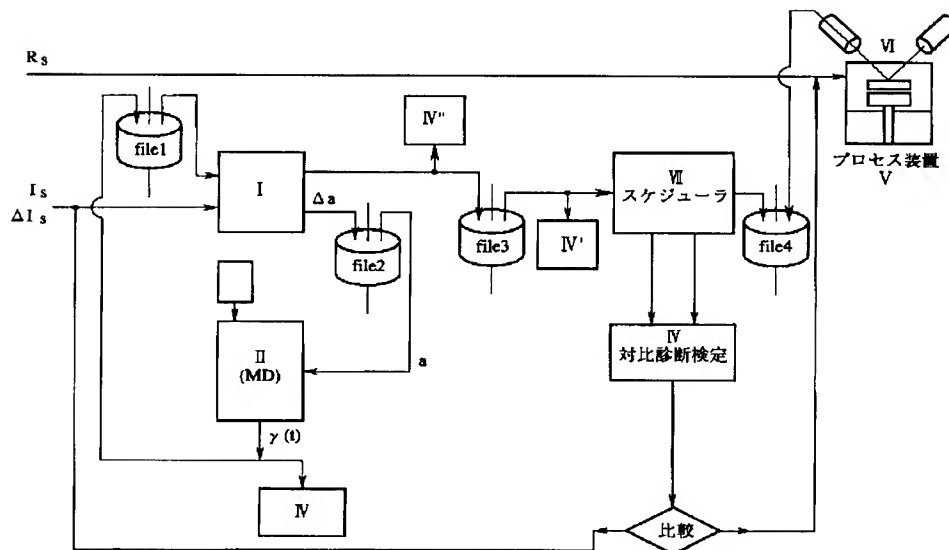 R s
file1
Ⅳ"
Ⅵ
プロセス装置
Ⅴ
I s
Δ I s
Ⅰ
Δ a
file2
file3
Ⅳ'
Ⅶ
スケジューラ
file4
Ⅱ
(MD)
a
γ (t)
Ⅳ
Ⅳ
対比診断検定
比較